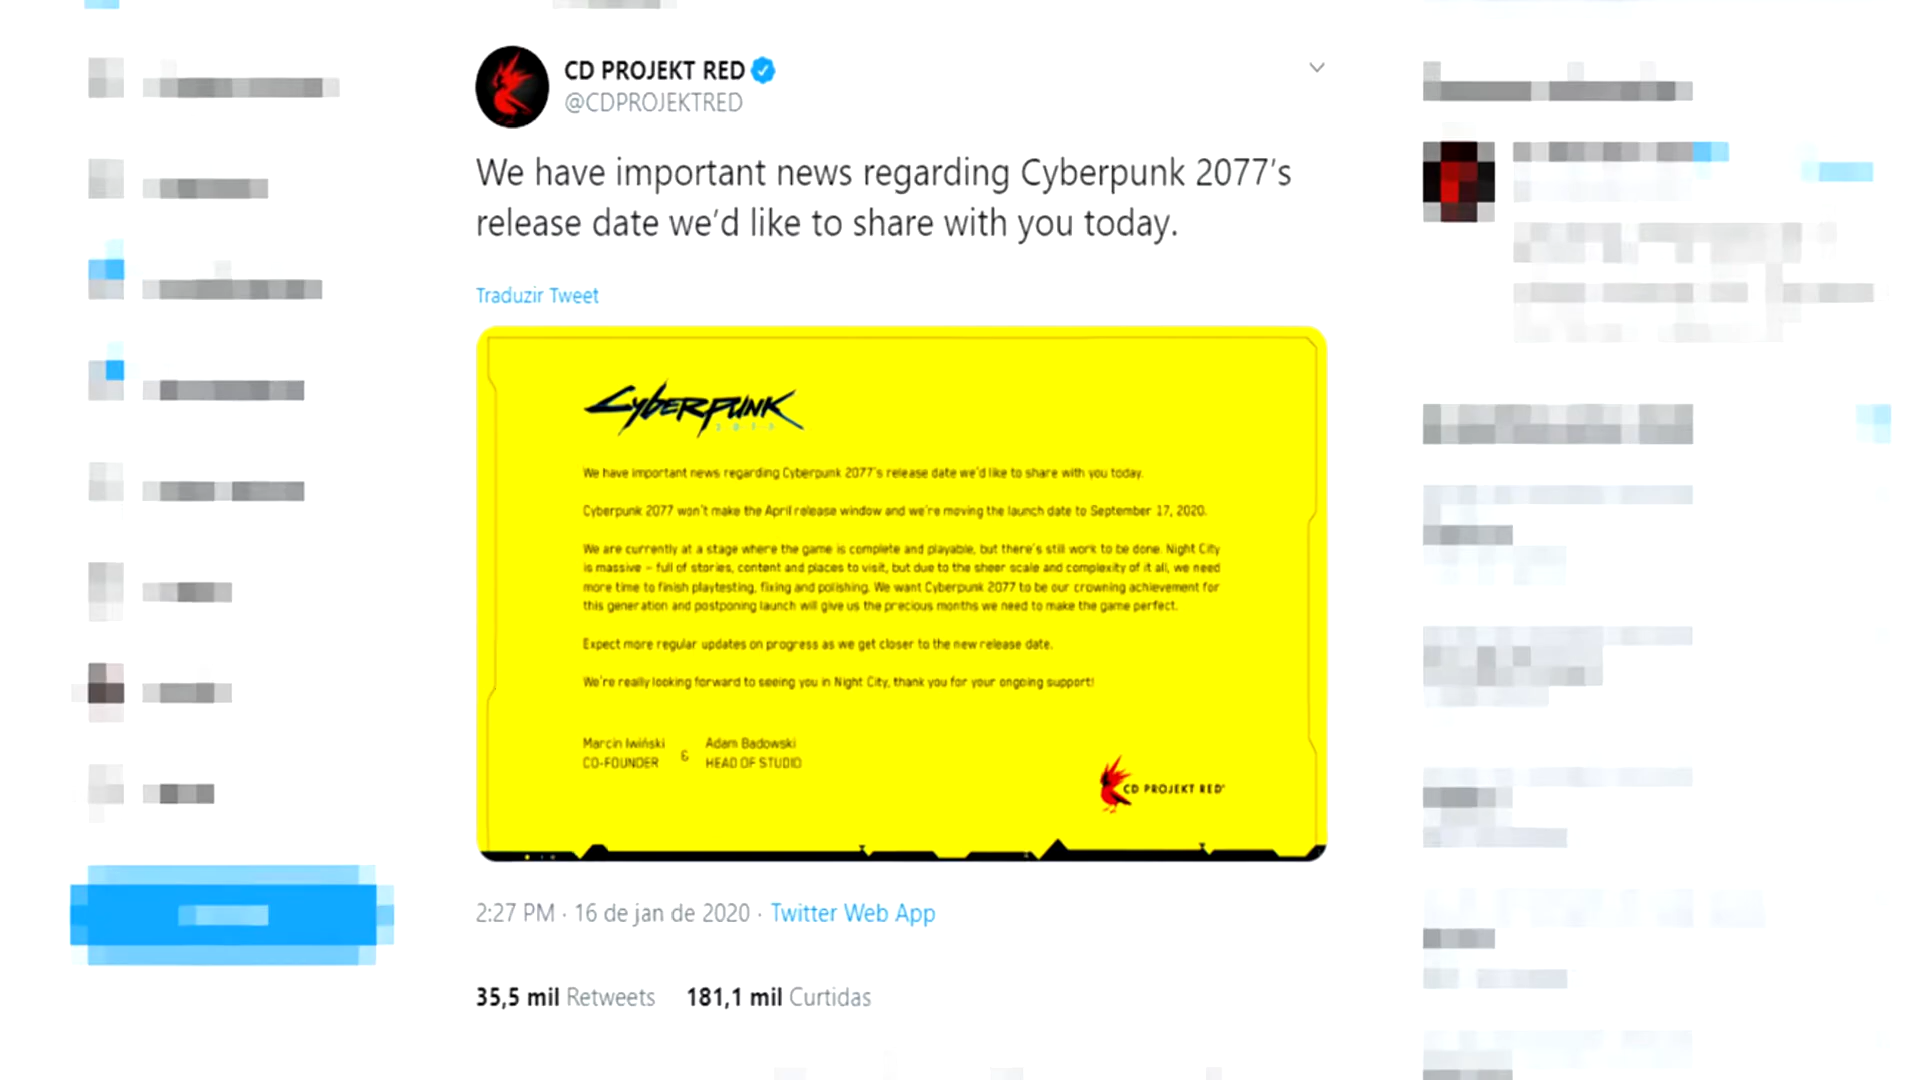 CD PROJEKT RED
@CDPROJEKTRED
We have important news regarding Cyberpunk 2077's
release date we'd like to share with you today.
Traduzir Tweet
CYBERPUNK
We have important news regarding Cyberpunk 2077's release date we'd like to share with you today.
Cyberpunk 2077 won't make the April release window and we're moving the launch date to September 17, 2020.
We are currently at a stage where the game is complete and playable, but there's still work to be done. Night City
is massive – full of stories, content and places to visit, but due to the sheer scale and complexity of it all, we need
more time to finish playtesting, fixing and polishing. We want Cyberpunk 2077 to be our crowning achievement for
this generation and postponing launch will give us the precious months we need to make the game perfect.
Expect more regular updates on progress as we get closer to the new release date.
We're really looking forward to seeing you in Night City, thank you for your ongoing support!
Marcin Iwiński & Adam Badowski
CO-FOUNDER HEAD OF STUDIO
CD PROJEKT RED®
2:27 PM · 16 de jan de 2020 · Twitter Web App
35,5 mil Retweets 181,1 mil Curtidas